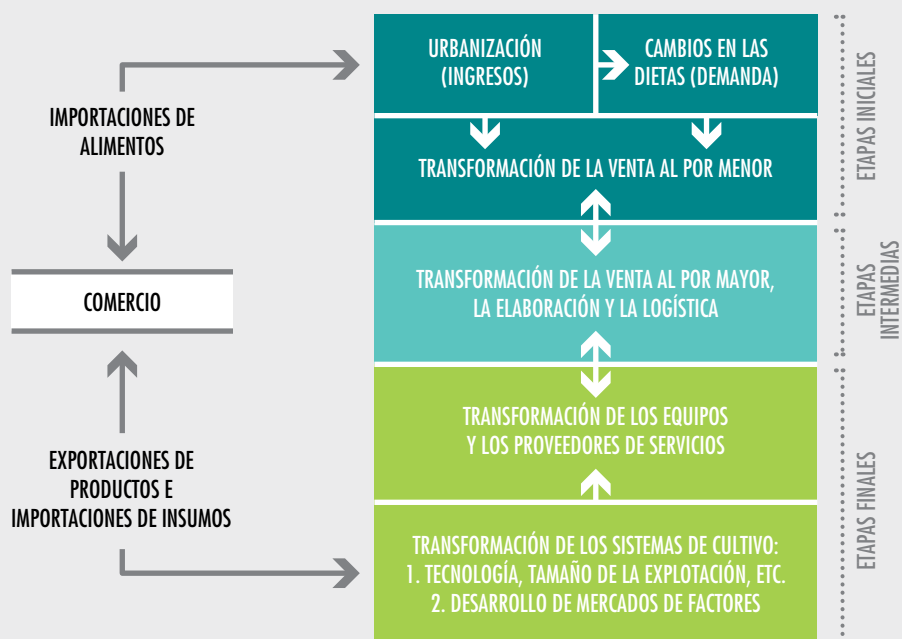 URBANIZACIÓN
(INGRESOS)
CAMBIOS EN LAS
DIETAS (DEMANDA)
IMPORTACIONES DE
ALIMENTOS
TRANSFORMACIÓN DE LA VENTA AL POR MENOR
ETAPAS INICIALES
COMERCIO
TRANSFORMACIÓN DE LA VENTA AL POR MAYOR,
LA ELABORACIÓN Y LA LOGÍSTICA
ETAPAS
INTERMEDIAS
TRANSFORMACIÓN DE LOS EQUIPOS
Y LOS PROVEEDORES DE SERVICIOS
EXPORTACIONES DE
PRODUCTOS E
IMPORTACIONES DE INSUMOS
TRANSFORMACIÓN DE LOS SISTEMAS DE CULTIVO:
1. TECNOLOGÍA, TAMAÑO DE LA EXPLOTACIÓN, ETC.
2. DESARROLLO DE MERCADOS DE FACTORES
ETAPAS FINALES